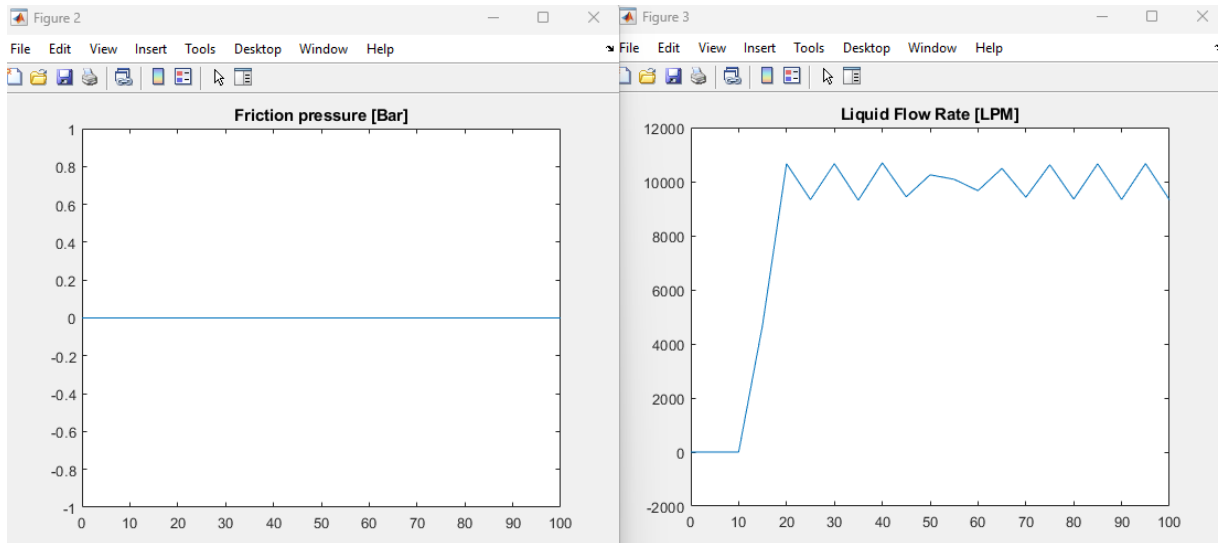 Figure 2
File Edit View Insert Tools Desktop Window Help
Friction pressure [Bar]
1
0.8
0.6
0.4
0.2
0
-0.2
-0.4
-0.6
-0.8
-1
0 10 20 30 40 50 60 70 80 90 100
Figure 3
File Edit View Insert Tools Desktop Window Help
Liquid Flow Rate [LPM]
12000
10000
8000
6000
4000
2000
0
-2000
0 10 20 30 40 50 60 70 80 90 100